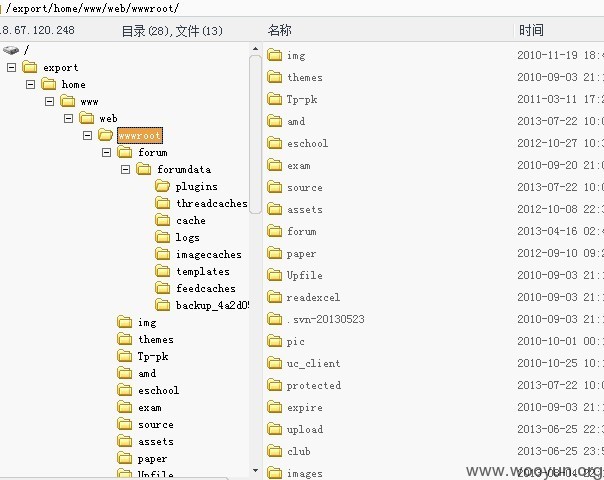 /export/home/www/web/wwwroot/
8.67.120.248 目录(28),文件(13) 名称 时间
/
export
home
www
web
wwwroot
forum
forumdata
plugins
threadcaches
cache
logs
imagecaches
templates
feedcaches
backup_4a2d05
img
themes
Tp-pk
amd
eschool
exam
source
assets
paper
Upfile
img 2010-11-19 18:4
themes 2010-09-03 21:1
Tp-pk 2011-03-11 17:2
amd 2013-07-22 10:0
eschool 2012-10-27 10:3
exam 2010-09-20 21:0
source 2013-07-22 10:0
assets 2012-10-08 22:3
forum 2013-04-16 02:4
paper 2012-09-10 09:2
Upfile 2010-09-03 21:1
readexcel 2010-09-03 21:1
.svn-20130523 2010-09-03 21:1
pic 2010-10-01 00:1
uc_client 2010-10-25 10:1
protected 2013-07-22 10:0
expire 2010-09-03 21:1
upload 2013-06-25 22:3
club 2013-06-25 23:5
images
www.wooyun.org